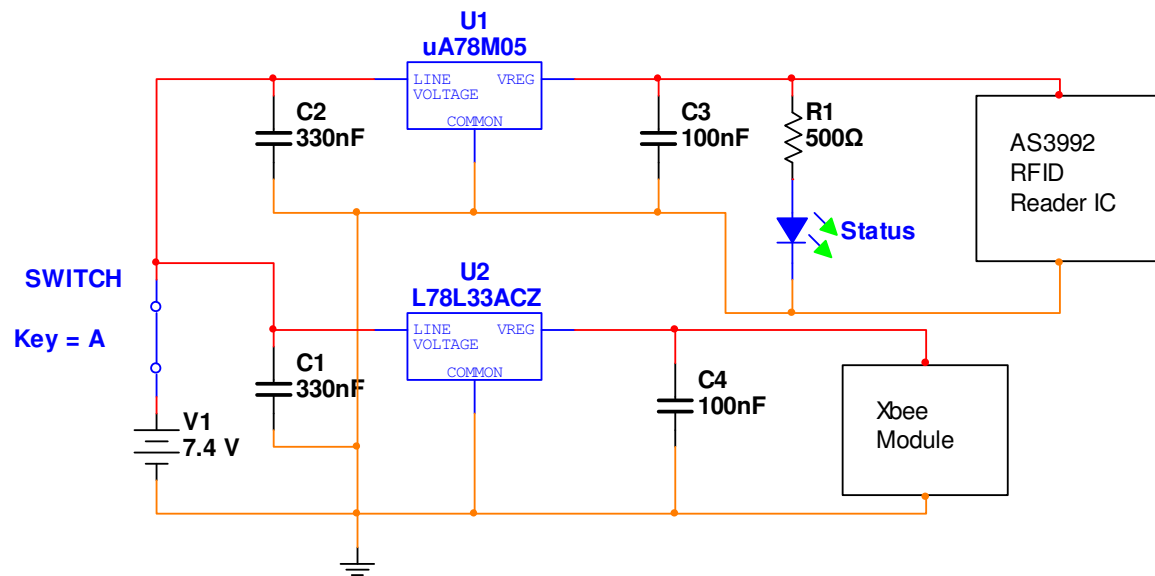 U1
uA78M05
LINE
VOLTAGE
VREG
COMMON
C2
330nF
C3
100nF
R1
500Ω
AS3992
RFID
Reader IC
Status
SWITCH
Key = A
U2
L78L33ACZ
LINE
VOLTAGE
VREG
COMMON
C1
330nF
C4
100nF
Xbee
Module
V1
7.4 V